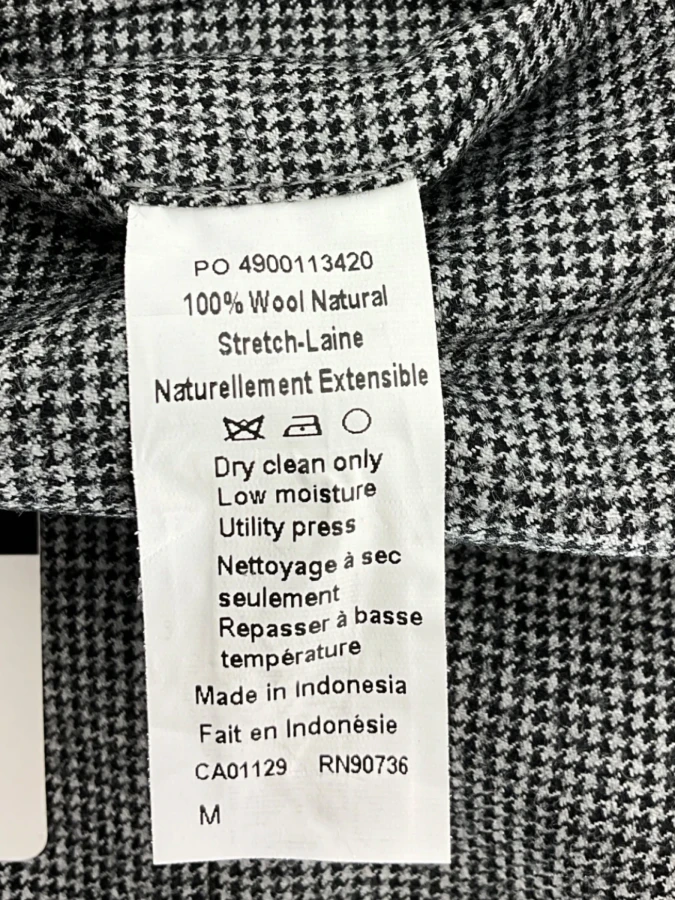 PO 4900113420
100% Wool Natural
Stretch-Laine
Naturellement Extensible
Dry clean only
Low moisture
Utility press
Nettoyage à sec
seulement
Repasser à basse
température
Made in Indonesia
Fait en Indonésie
CA01129 RN90736
M